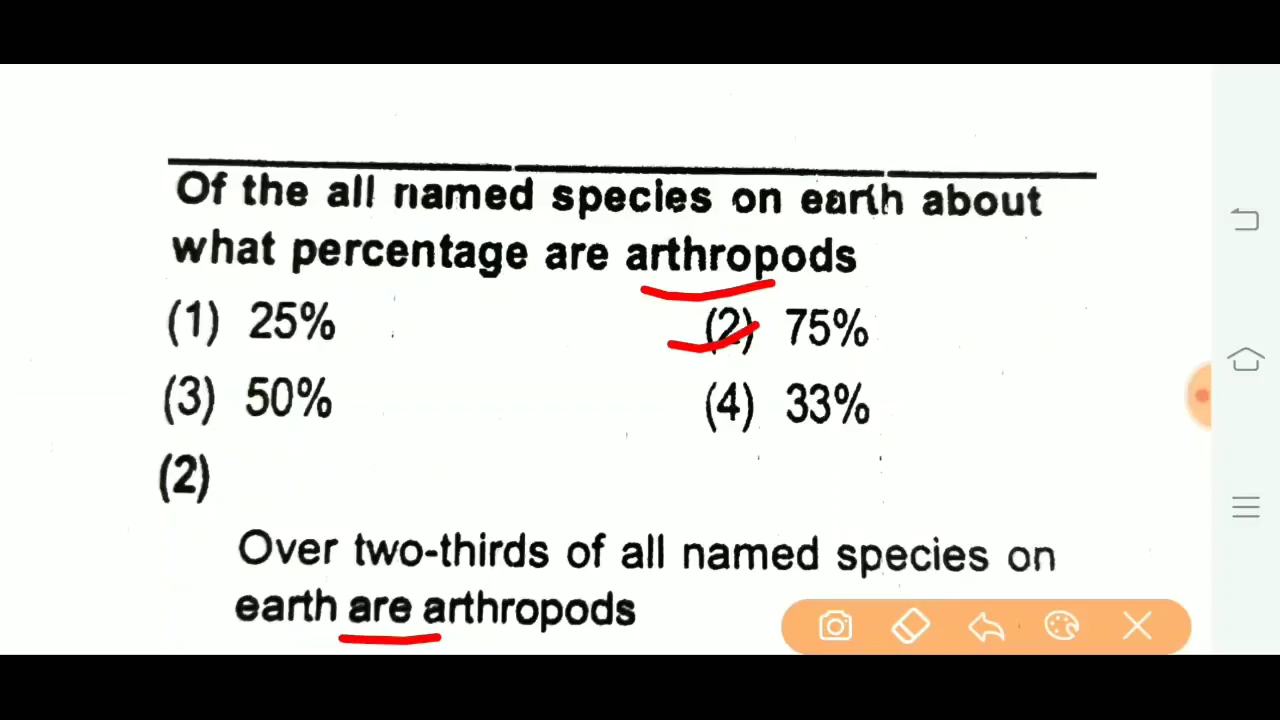 Of the all named species on earth about
what percentage are arthropods
(1) 25% (2) 75%
(3) 50% (4) 33%
(2)
Over two-thirds of all named species on
earth are arthropods